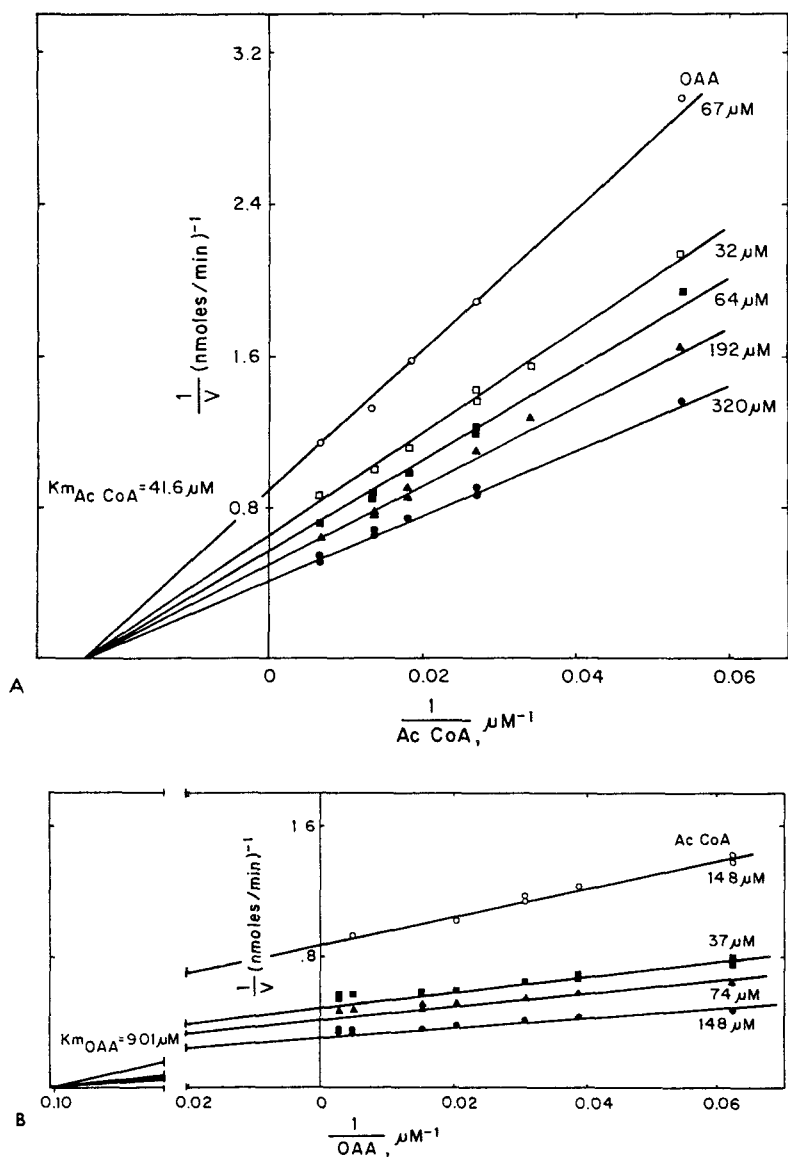 3.2
2.4
1.6
0.8
1/V (nmoles/min)⁻¹
OAA
67 µM
32 µM
64 µM
192 µM
320 µM
Km Ac CoA = 41.6 µM
0
0.02
0.04
0.06
A
1/Ac CoA, µM⁻¹
1 6
.8
1/V (nmoles/min)⁻¹
Ac CoA
148 µM
37 µM
74 µM
148 µM
Km OAA = 901 µM
0.10
0.02
0
0.02
0.04
0.06
B
1/OAA, µM⁻¹